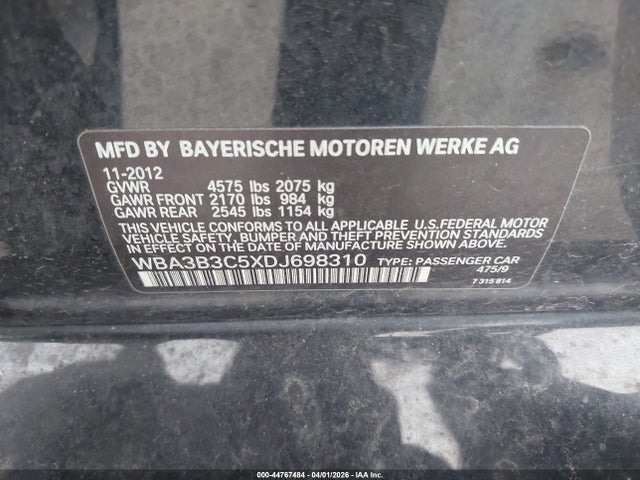 MFD BY BAYERISCHE MOTOREN WERKE AG
11-2012
GVWR 4575 lbs 2075 kg
GAWR FRONT 2170 lbs 984 kg
GAWR REAR 2545 lbs 1154 kg
THIS VEHICLE CONFORMS TO ALL APPLICABLE U.S.FEDERAL MOTOR
VEHICLE SAFETY, BUMPER, AND THEFT PREVENTION STANDARDS
IN EFFECT ON THE DATE OF MANUFACTURE SHOWN ABOVE.
WBA3B3C5XDJ698310 TYPE: PASSENGER CAR
475/9
7 315 814
000-44767484 | 04/01/2026 | IAA Inc.